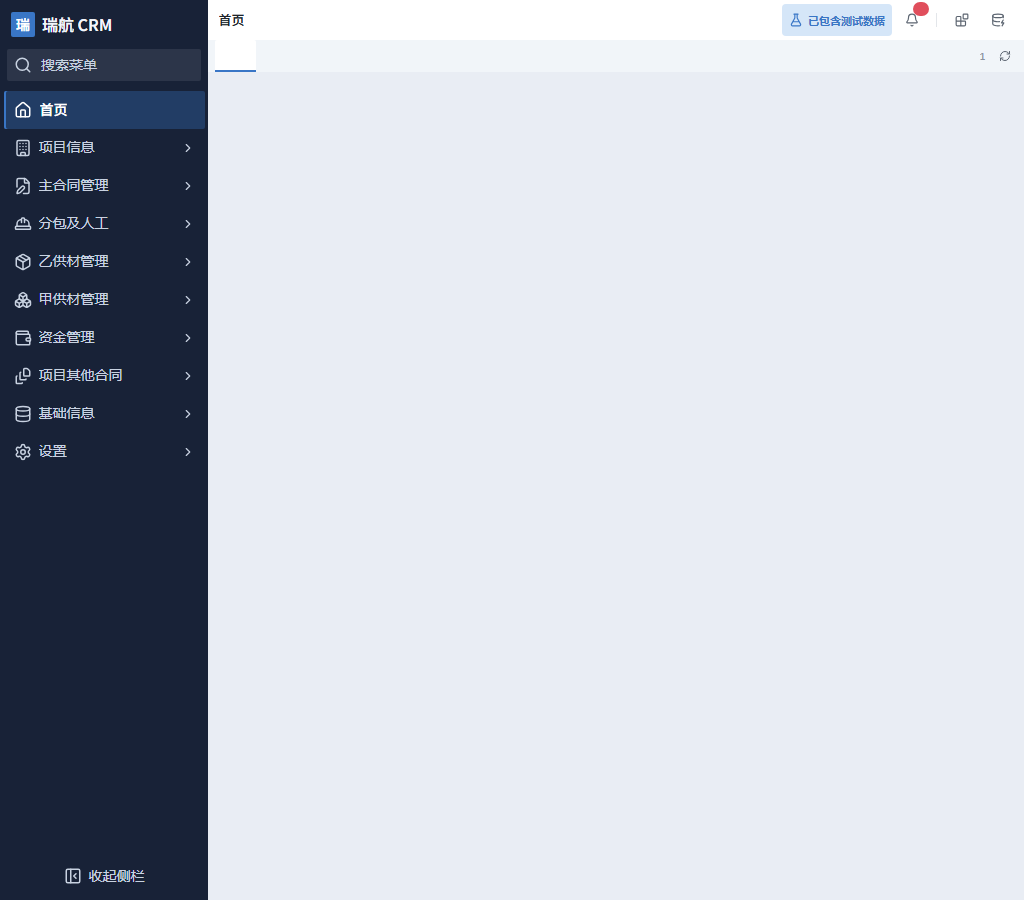 瑞 瑞航 CRM
搜索菜单
首页
项目信息
主合同管理
分包及人工
乙供材管理
甲供材管理
资金管理
项目其他合同
基础信息
设置
收起侧栏
首页
已包含测试数据
1